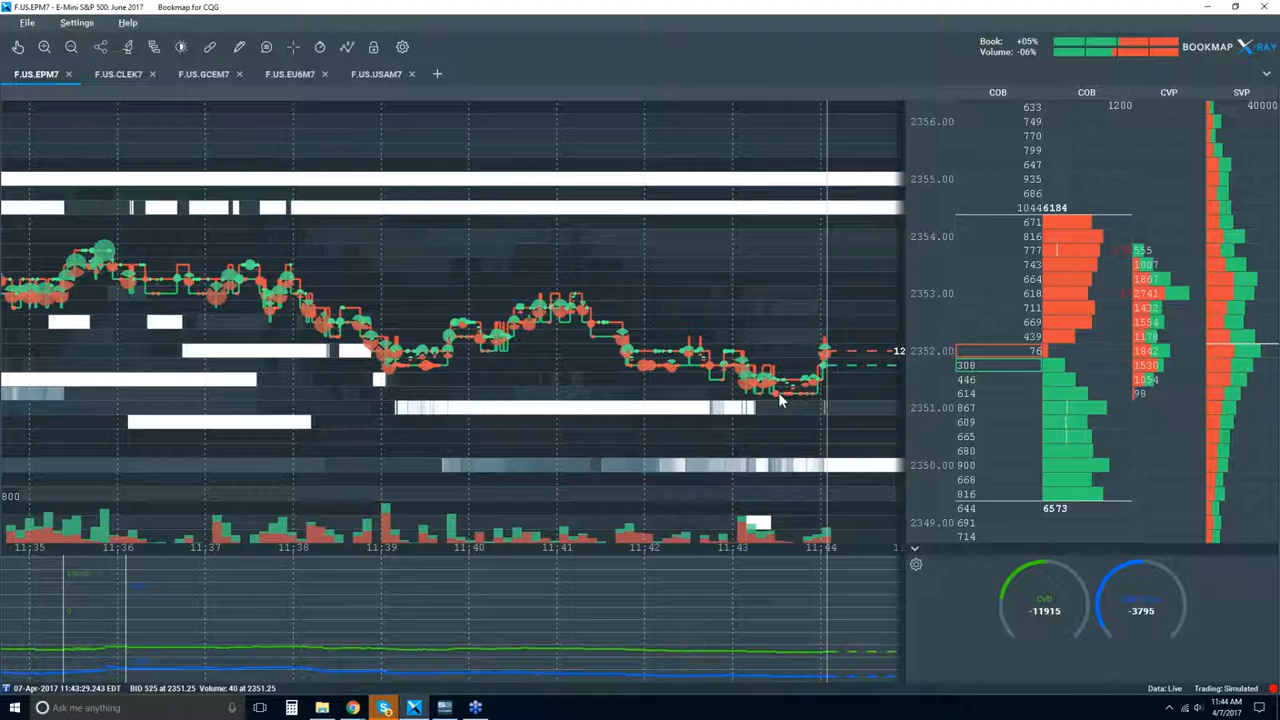 F.US.EPM7 - E-Mini S&P 500: June 2017
Bookmap for CQG
File Settings Help
Book: +05%
Volume: -06%
BOOKMAP X-RAY
F.US.EPM7 × F.US.CLEK7 × F.US.GCEM7 × F.US.EU6M7 × F.US.USAM7 × +
COB COB CVP SVP
633 1200 40000
2356.00 749
770
799
647
2355.00 935
686
1044 6184
671
2354.00 816
777 555
743 1007
664 1867
2353.00 618 2741
711 1432
669 1554
439 1170
12 2352.00 76 1842
308 1530
446 1054
614 98
2351.00 867
609
665
680
2350.00 900
668
816
800
644 6573
2349.00 691
714
11:35 11:36 11:37 11:38 11:39 11:40 11:41 11:42 11:43 11:44
10000
0
CVD
-11915
-3795
07-Apr-2017 11:43:29.243 EDT BID 525 at 2351.25 Volume: 40 at 2351.25
Data: Live Trading: Simulated
Ask me anything
11:44 AM
4/7/2017